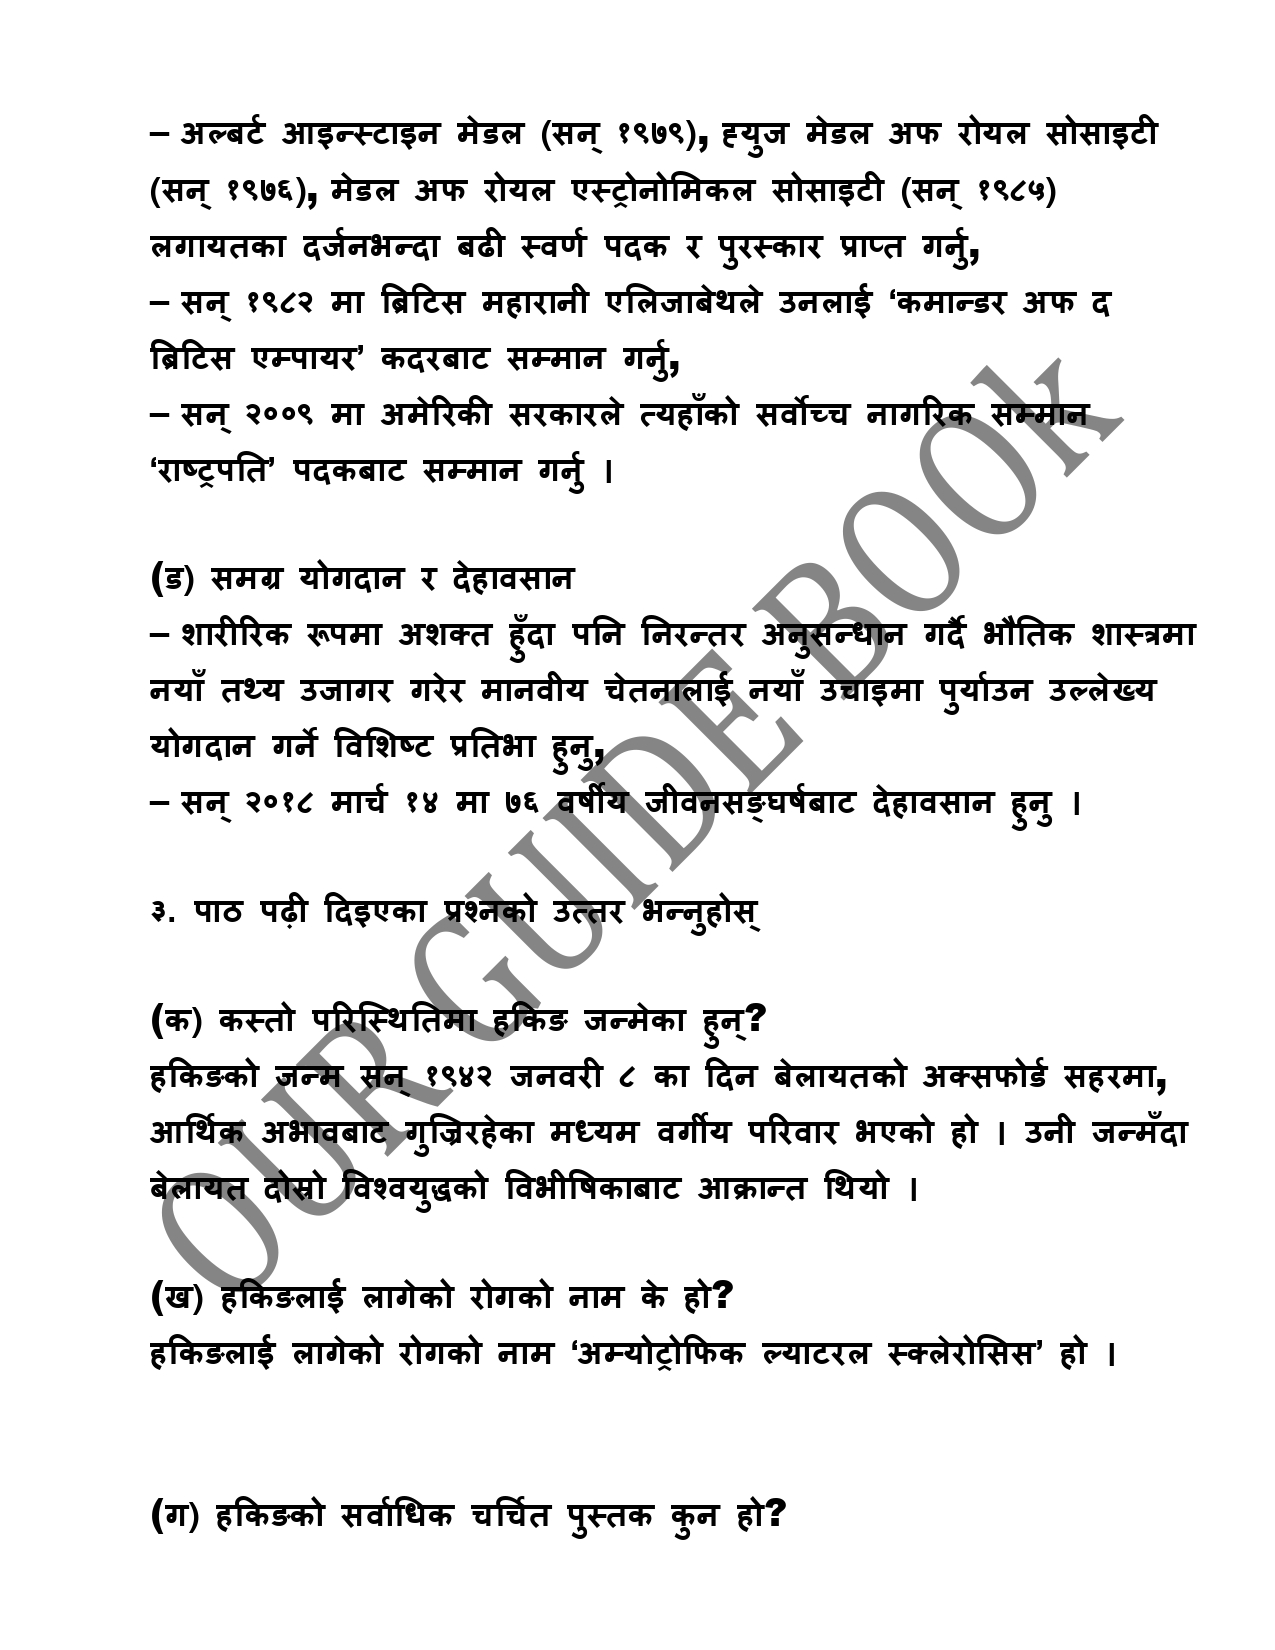 – अल्बर्ट आइन्स्टाइन मेडल (सन् १९७९), ह्युज मेडल अफ रोयल सोसाइटी
(सन् १९७६), मेडल अफ रोयल एस्ट्रोनोमिकल सोसाइटी (सन् १९८५)
लगायतका दर्जनभन्दा बढी स्वर्ण पदक र पुरस्कार प्राप्त गर्नु,
– सन् १९८२ मा ब्रिटिस महारानी एलिजाबेथले उनलाई ‘कमान्डर अफ द
ब्रिटिस एम्पायर’ कदरबाट सम्मान गर्नु,
– सन् २००९ मा अमेरिकी सरकारले त्यहाँको सर्वोच्च नागरिक सम्मान
‘राष्ट्रपति’ पदकबाट सम्मान गर्नु ।
(ड) समग्र योगदान र देहावसान
– शारीरिक रूपमा अशक्त हुँदा पनि निरन्तर अनुसन्धान गर्दै भौतिक शास्त्रमा
नयाँ तथ्य उजागर गरेर मानवीय चेतनालाई नयाँ उचाइमा पुर्याउन उल्लेख्य
योगदान गर्ने विशिष्ट प्रतिभा हुनु,
– सन् २०१८ मार्च १४ मा ७६ वर्षीय जीवनसङ्घर्षबाट देहावसान हुनु ।
३. पाठ पढ़ी दिइएका प्रश्नको उत्तर भन्नुहोस्
(क) कस्तो परिस्थितिमा हकिङ जन्मेका हुन्?
हकिङको जन्म सन् १९४२ जनवरी ८ का दिन बेलायतको अक्सफोर्ड सहरमा,
आर्थिक अभावबाट गुज्रिरहेका मध्यम वर्गीय परिवार भएको हो । उनी जन्मँदा
बेलायत दोस्रो विश्वयुद्धको विभीषिकाबाट आक्रान्त थियो ।
(ख) हकिङलाई लागेको रोगको नाम के हो?
हकिङलाई लागेको रोगको नाम ‘अम्योट्रोफिक ल्याटरल स्क्लेरोसिस’ हो ।
(ग) हकिङको सर्वाधिक चर्चित पुस्तक कुन हो?
OUR GUIDE BOOk